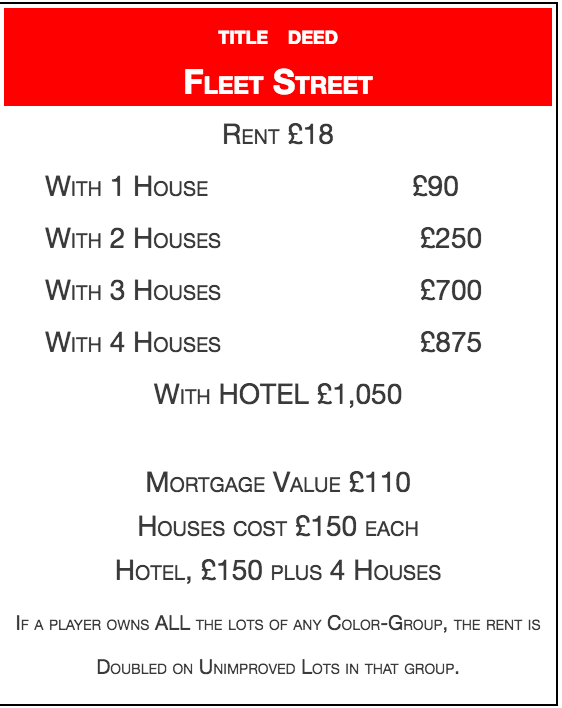 TITLE DEED
FLEET STREET
RENT £18
WITH 1 HOUSE £90
WITH 2 HOUSES £250
WITH 3 HOUSES £700
WITH 4 HOUSES £875
WITH HOTEL £1,050
MORTGAGE VALUE £110
HOUSES COST £150 EACH
HOTEL, £150 PLUS 4 HOUSES
IF A PLAYER OWNS ALL THE LOTS OF ANY COLOR-GROUP, THE RENT IS
DOUBLED ON UNIMPROVED LOTS IN THAT GROUP.